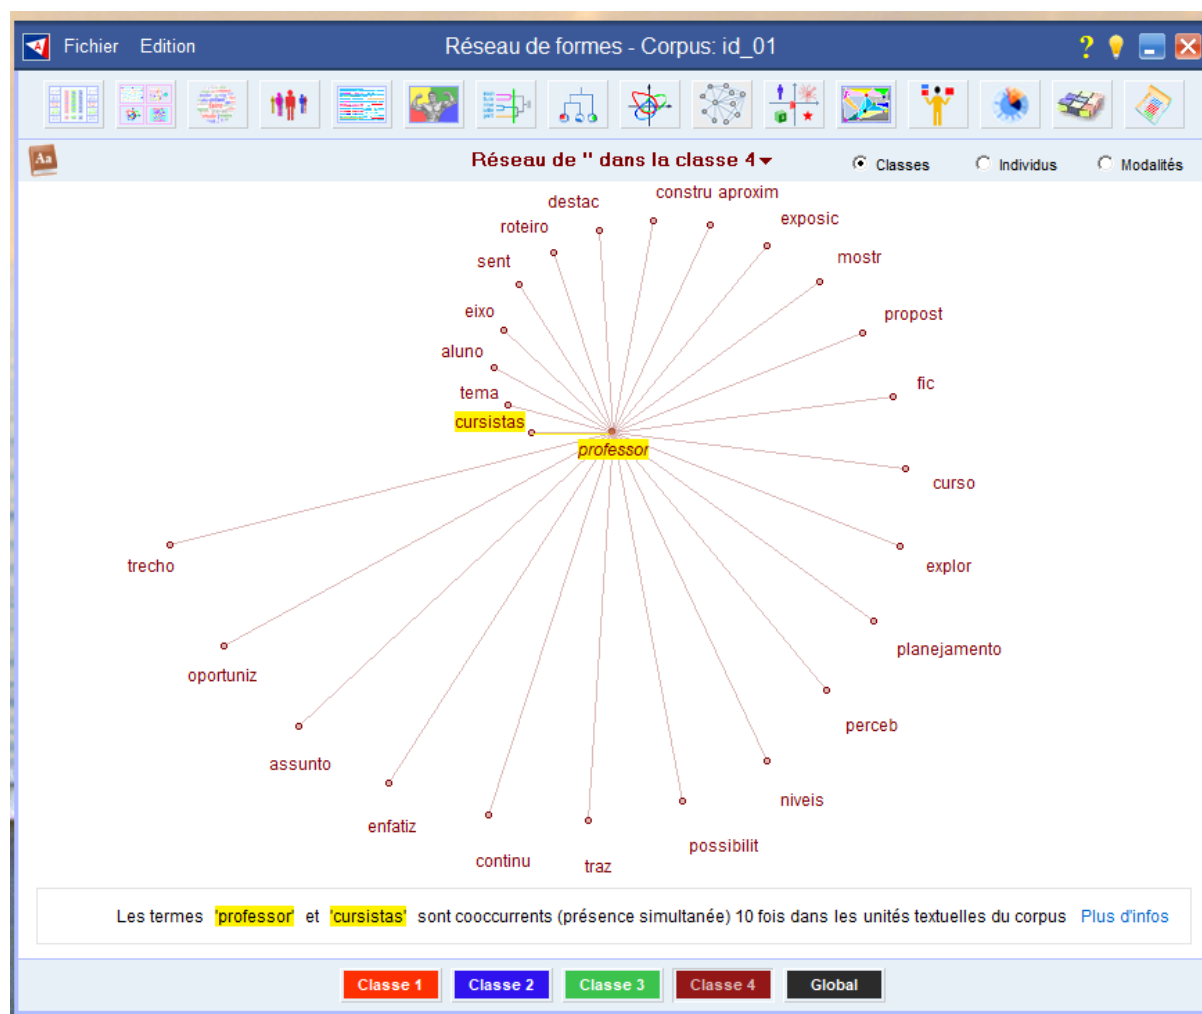 Fichier Edition Réseau de formes - Corpus: id_01 ?
Aa Réseau de '' dans la classe 4 Classes Individus Modalités
constru aproxim
destac
exposic
roteiro
mostr
sent
eixo
propost
aluno
fic
tema
cursistas
professor
curso
trecho
explor
planejamento
oportuniz
perceb
assunto
niveis
enfatiz
possibilit
continu
traz
Les termes 'professor' et 'cursistas' sont cooccurrents (présence simultanée) 10 fois dans les unités textuelles du corpus Plus d'infos
Classe 1 Classe 2 Classe 3 Classe 4 Global